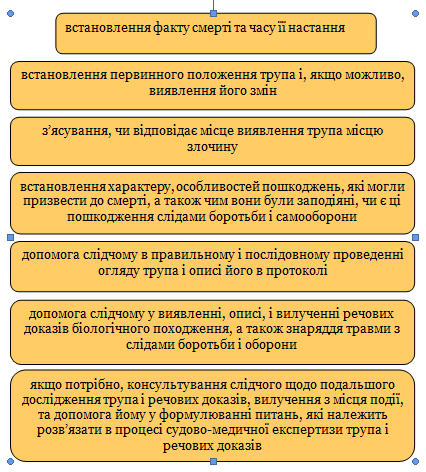 встановлення факту смерті та часу її настання
встановлення первинного положення трупа і, якщо можливо,
виявлення його змін
з’ясування, чи відповідає місце виявлення трупа місцю
злочину
встановлення характеру, особливостей пошкоджень, які могли
призвести до смерті, а також чим вони були заподіяні, чи є ці
пошкодження слідами боротьби і самооборони
допомога слідчому в правильному і послідовному проведенні
огляду трупа і описі його в протоколі
допомога слідчому у виявленні, описі, і вилученні речових
доказів біологічного походження, а також знаряддя травми з
слідами боротьби і оборони
якщо потрібно, консультування слідчого щодо подальшого
дослідження трупа і речових доказів, вилучення з місця події,
та допомога йому у формулюванні питань, які належить
розв’язати в процесі судово-медичної експертизи трупа і
речових доказів